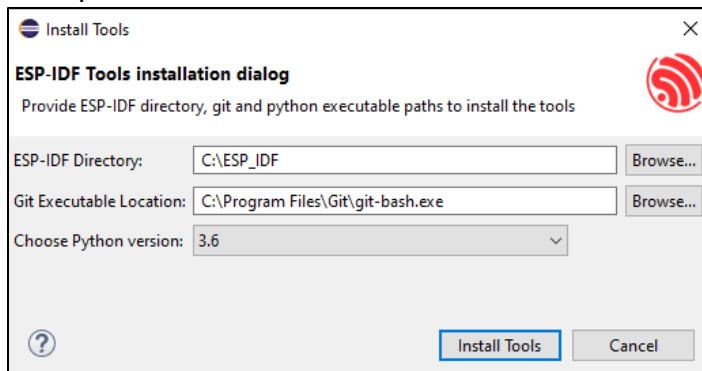 Install Tools
ESP-IDF Tools installation dialog
Provide ESP-IDF directory, git and python executable paths to install the tools
ESP-IDF Directory: C:\ESP_IDF Browse...
Git Executable Location: C:\Program Files\Git\git-bash.exe Browse...
Choose Python version: 3.6
? Install Tools Cancel